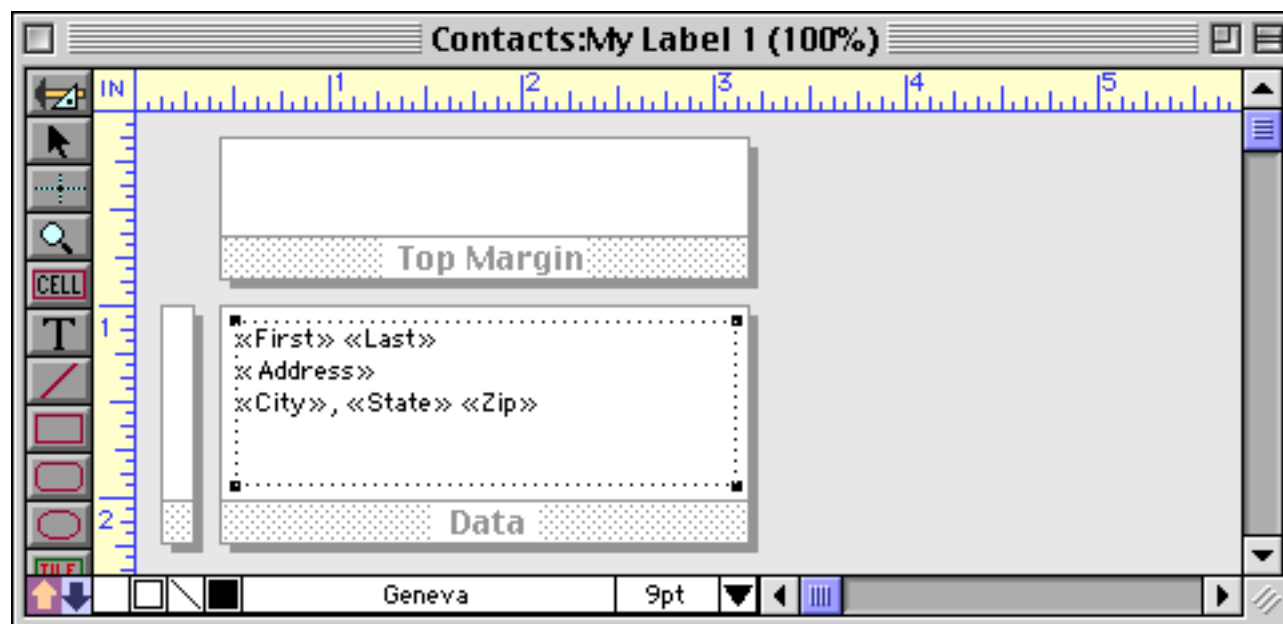 Contacts:My Label 1 (100%)
IN 1 2 3 4 5
Top Margin
CELL
T
1
«First» «Last»
« Address»
«City», «State» «Zip»
2
Data
TILE
Geneva 9pt